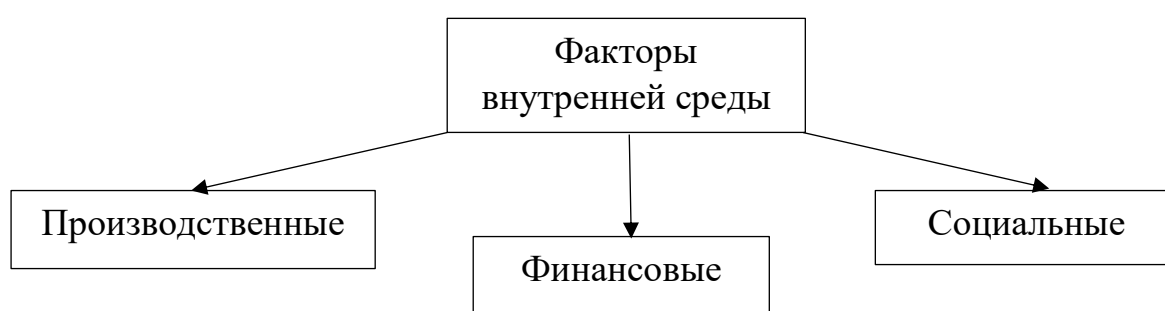 Факторы
внутренней среды
Производственные
Финансовые
Социальные